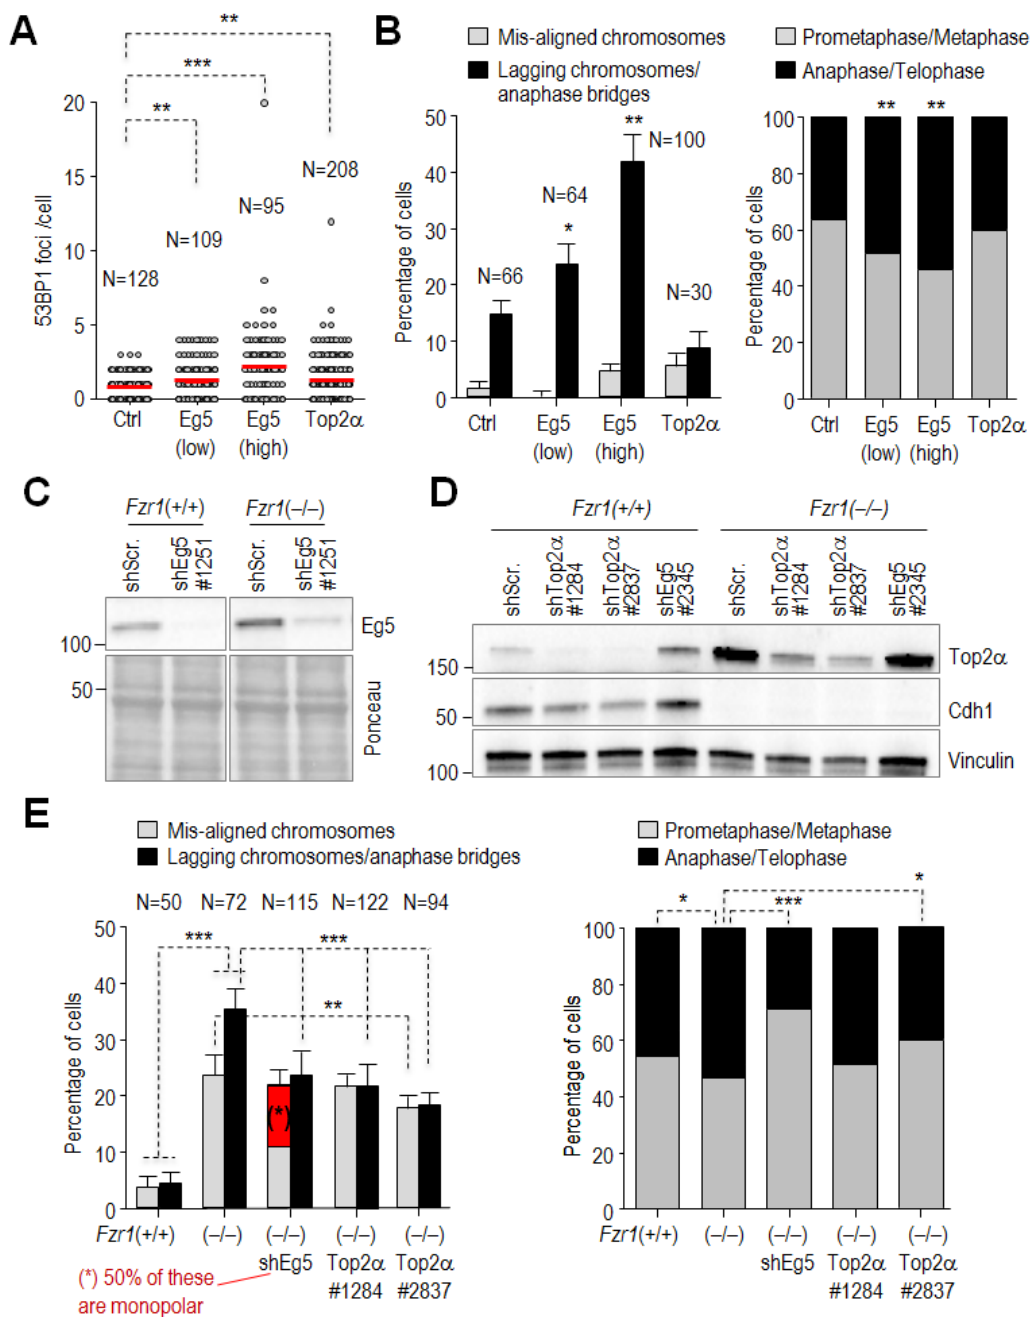 A
**
***
**
20
15
10
5
0
53BP1 foci /cell
N=128
N=109
N=95
N=208
Ctrl
Eg5
(low)
Eg5
(high)
Top2α
B
Mis-aligned chromosomes
Lagging chromosomes/
anaphase bridges
50
40
30
20
10
0
Percentage of cells
N=66
N=64
*
**
N=100
N=30
Ctrl
Eg5
(low)
Eg5
(high)
Top2α
Prometaphase/Metaphase
Anaphase/Telophase
** **
100
80
60
40
20
0
Percentage of cells
Ctrl
Eg5
(low)
Eg5
(high)
Top2α
C
Fzr1(+/+)
Fzr1(–/–)
shScr.
shEg5
#1251
shScr.
shEg5
#1251
Eg5
100
50
Ponceau
D
Fzr1(+/+)
Fzr1(–/–)
shScr.
shTop2α
#1284
shTop2α
#2837
shEg5
#2345
shScr.
shTop2α
#1284
shTop2α
#2837
shEg5
#2345
150
Top2α
50
Cdh1
100
Vinculin
E
Mis-aligned chromosomes
Lagging chromosomes/anaphase bridges
N=50 N=72 N=115 N=122 N=94
50
40
30
20
10
0
Percentage of cells
***
***
**
(*)
Fzr1(+/+)
(–/–)
(–/–)
shEg5
(–/–)
Top2α
#1284
(–/–)
Top2α
#2837
(*) 50% of these
are monopolar
Prometaphase/Metaphase
Anaphase/Telophase
*
***
*
100
80
60
40
20
0
Percentage of cells
Fzr1(+/+)
(–/–)
(–/–)
shEg5
(–/–)
Top2α
#1284
(–/–)
Top2α
#2837